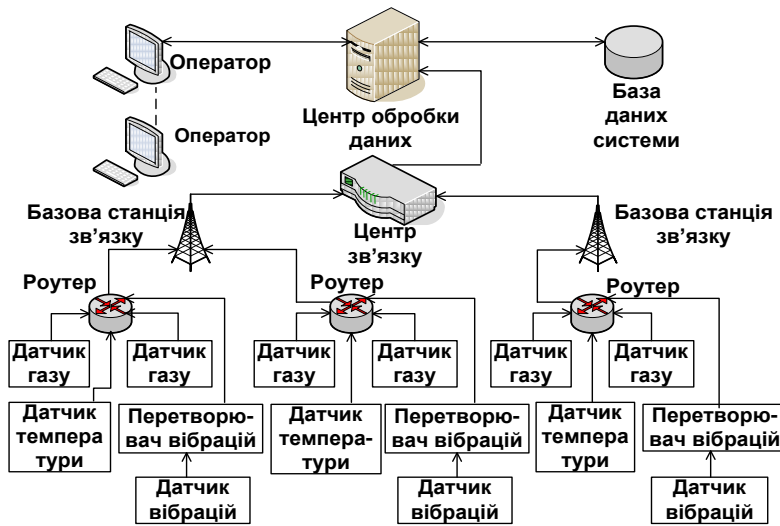 Оператор
Оператор
Центр обробки
даних
База
даних
системи
Базова станція
зв’язку
Центр
зв’язку
Базова станція
зв’язку
Роутер
Роутер
Роутер
Датчик
газу
Датчик
газу
Датчик
газу
Датчик
газу
Датчик
газу
Датчик
газу
Датчик
темпера
тури
Перетворю-
вач вібрацій
Датчик
темпера-
тури
Перетворю-
вач вібрацій
Датчик
темпера
тури
Перетворю-
вач вібрацій
Датчик
вібрацій
Датчик
вібрацій
Датчик
вібрацій